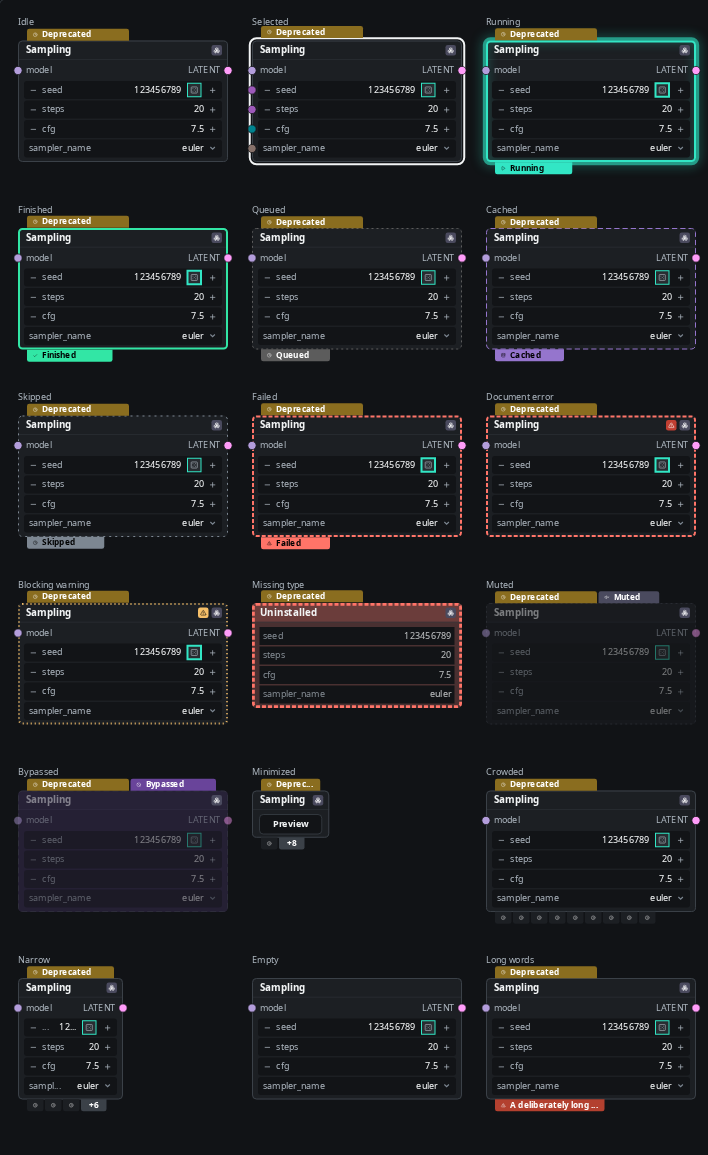 Idle
Deprecated
Sampling
model LATENT
− seed 123456789 +
− steps 20 +
− cfg 7.5 +
sampler_name euler
Selected
Deprecated
Sampling
model LATENT
− seed 123456789 +
− steps 20 +
− cfg 7.5 +
sampler_name euler
Running
Deprecated
Sampling
model LATENT
− seed 123456789 +
− steps 20 +
− cfg 7.5 +
sampler_name euler
Running
Finished
Deprecated
Sampling
model LATENT
− seed 123456789 +
− steps 20 +
− cfg 7.5 +
sampler_name euler
Finished
Queued
Deprecated
Sampling
model LATENT
− seed 123456789 +
− steps 20 +
− cfg 7.5 +
sampler_name euler
Queued
Cached
Deprecated
Sampling
model LATENT
− seed 123456789 +
− steps 20 +
− cfg 7.5 +
sampler_name euler
Cached
Skipped
Deprecated
Sampling
model LATENT
− seed 123456789 +
− steps 20 +
− cfg 7.5 +
sampler_name euler
Skipped
Failed
Deprecated
Sampling
model LATENT
− seed 123456789 +
− steps 20 +
− cfg 7.5 +
sampler_name euler
Failed
Document error
Deprecated
Sampling
model LATENT
− seed 123456789 +
− steps 20 +
− cfg 7.5 +
sampler_name euler
Blocking warning
Deprecated
Sampling
model LATENT
− seed 123456789 +
− steps 20 +
− cfg 7.5 +
sampler_name euler
Missing type
Deprecated
Uninstalled
seed 123456789
steps 20
cfg 7.5
sampler_name euler
Muted
Deprecated Muted
Sampling
model LATENT
− seed 123456789 +
− steps 20 +
− cfg 7.5 +
sampler_name euler
Bypassed
Deprecated Bypassed
Sampling
model LATENT
− seed 123456789 +
− steps 20 +
− cfg 7.5 +
sampler_name euler
Minimized
Deprec...
Sampling
Preview
+8
Crowded
Deprecated
Sampling
model LATENT
− seed 123456789 +
− steps 20 +
− cfg 7.5 +
sampler_name euler
Narrow
Deprecated
Sampling
model LATENT
− ... 12... +
− steps 20 +
− cfg 7.5 +
sampl... euler
+6
Empty
Sampling
model LATENT
− seed 123456789 +
− steps 20 +
− cfg 7.5 +
sampler_name euler
Long words
Deprecated
Sampling
model LATENT
− seed 123456789 +
− steps 20 +
− cfg 7.5 +
sampler_name euler
A deliberately long ...